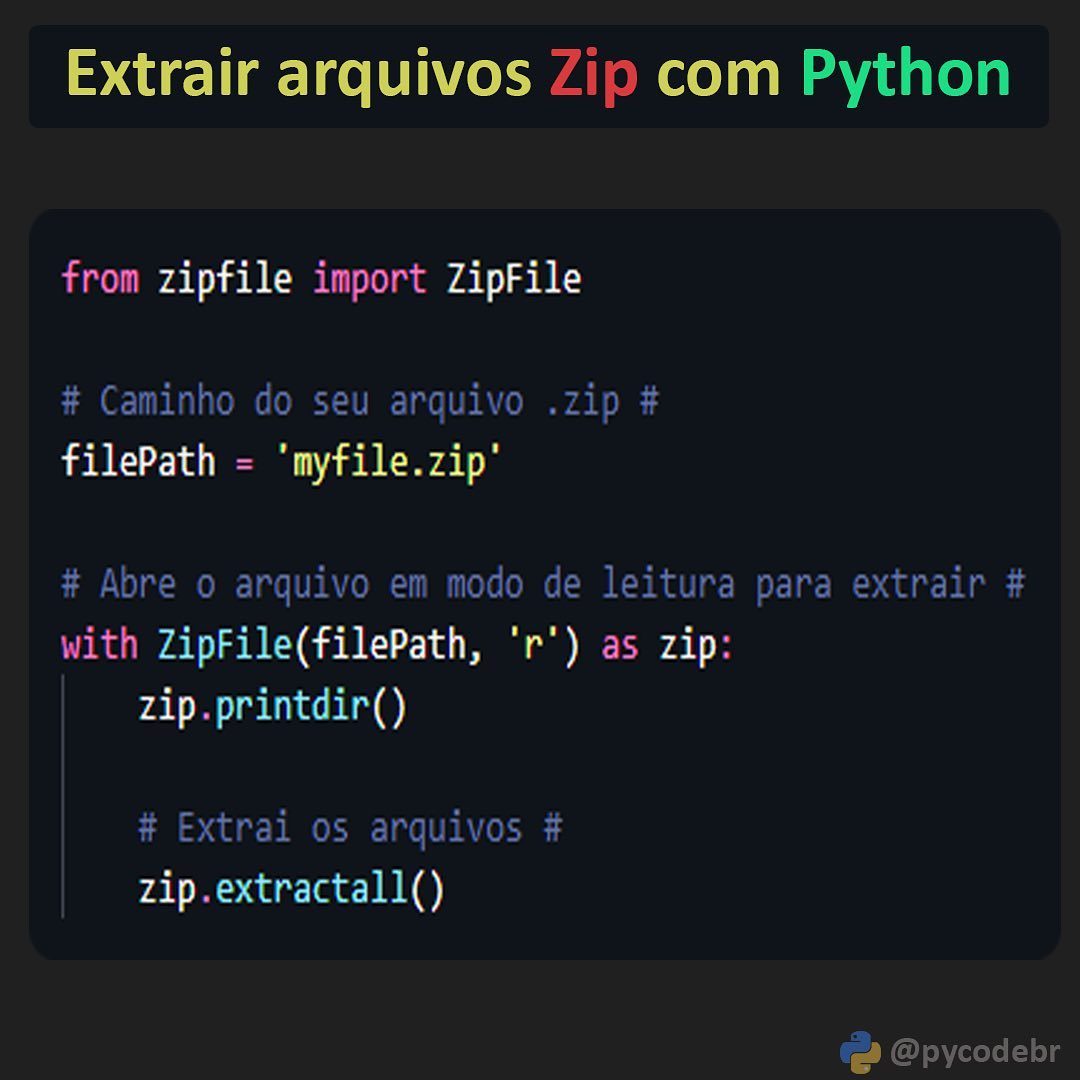 Extrair arquivos Zip com Python
from zipfile import ZipFile
# Caminho do seu arquivo .zip #
filePath = 'myfile.zip'
# Abre o arquivo em modo de leitura para extrair #
with ZipFile(filePath, 'r') as zip:
zip.printdir()
# Extrai os arquivos #
zip.extractall()
@pycodebr